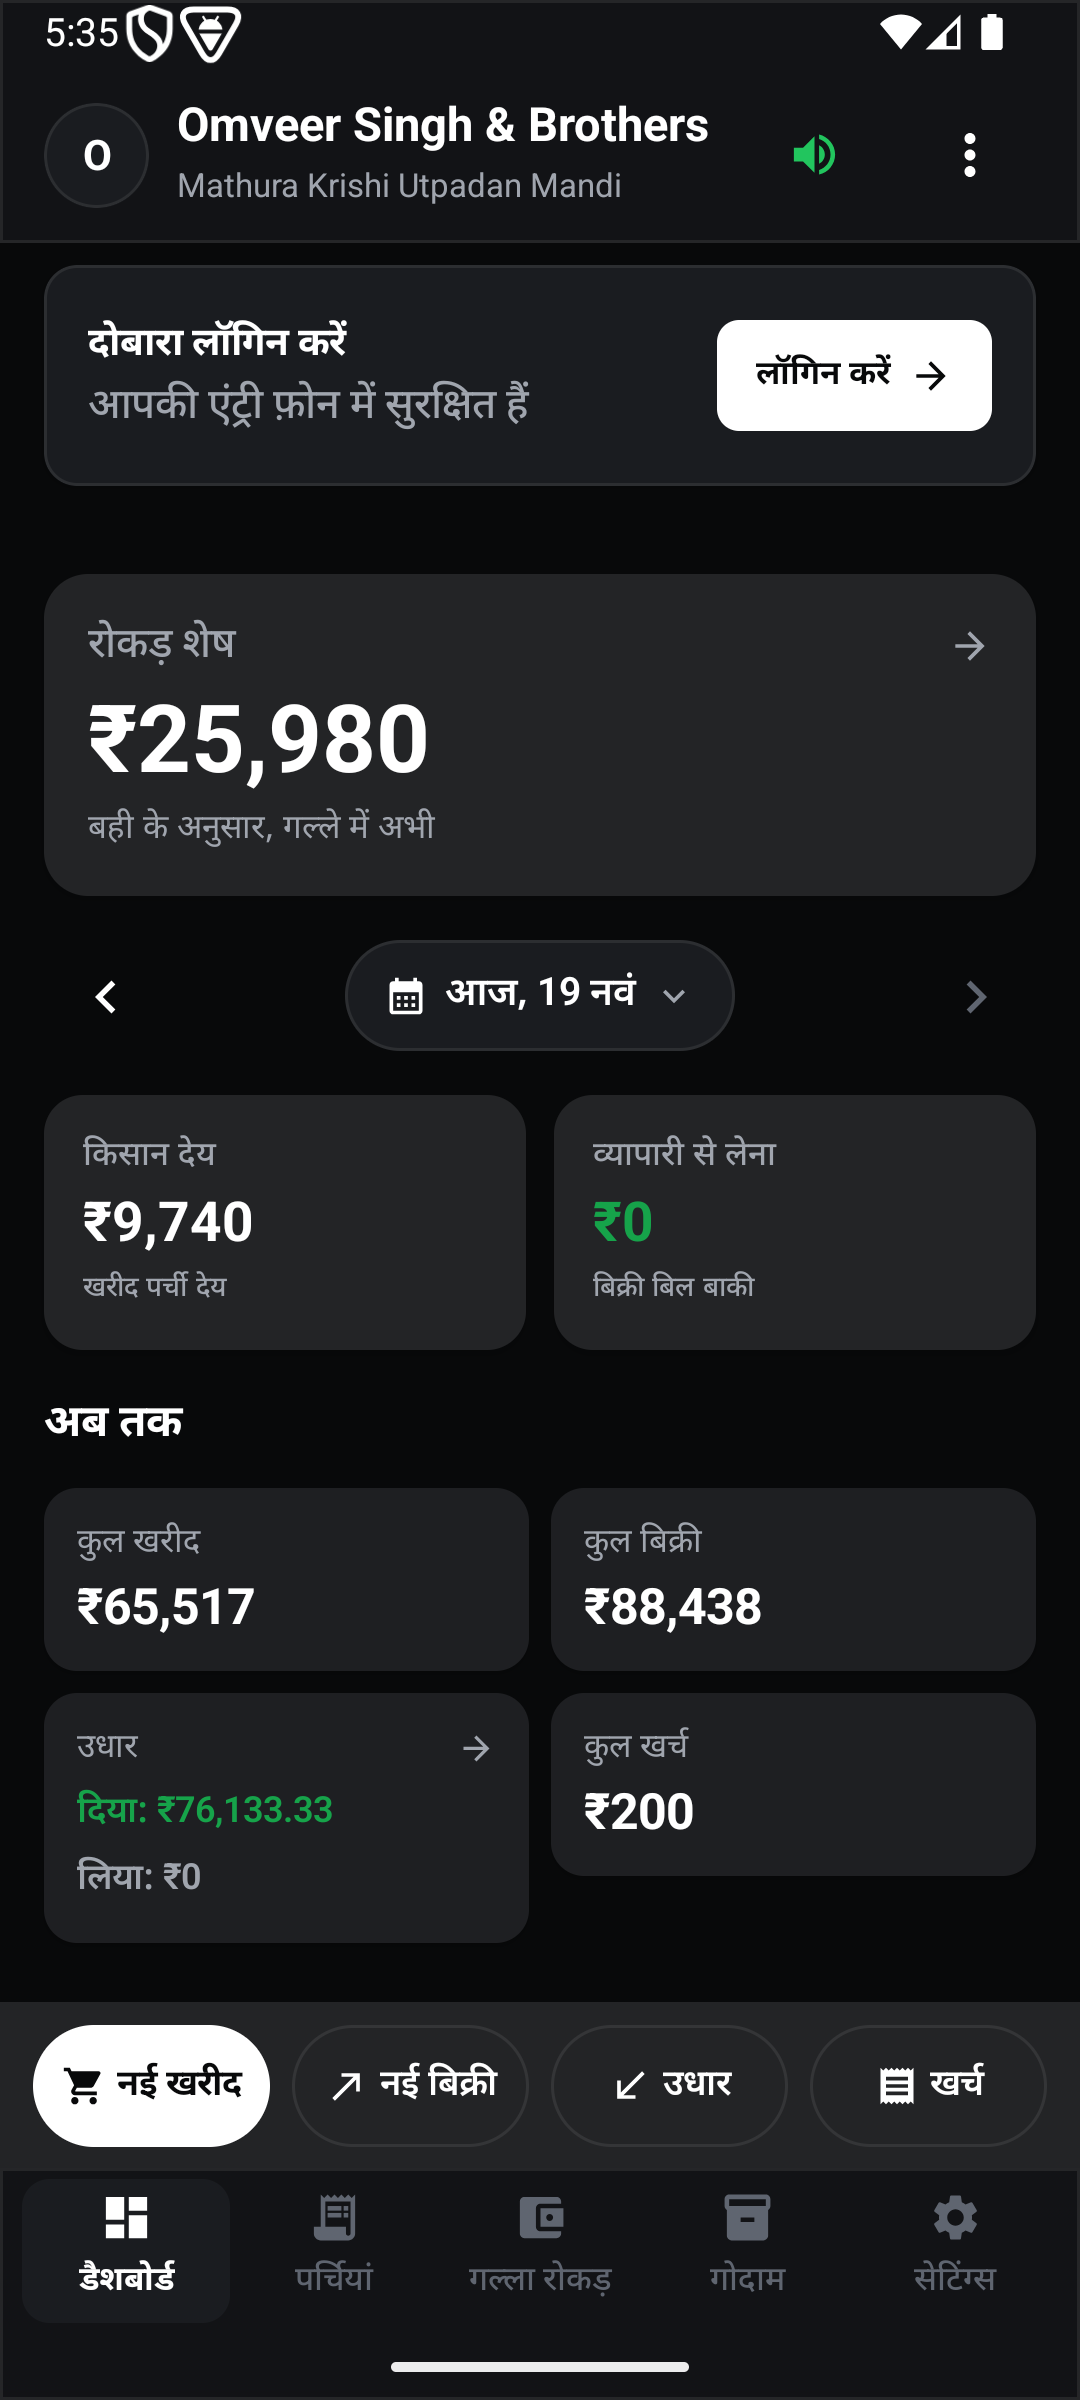 5:35
O
Omveer Singh & Brothers
Mathura Krishi Utpadan Mandi
दोबारा लॉगिन करें
आपकी एंट्री फ़ोन में सुरक्षित हैं
लॉगिन करें
रोकड़ शेष
₹25,980
बही के अनुसार, गल्ले में अभी
आज, 19 नवं
किसान देय
₹9,740
खरीद पर्ची देय
व्यापारी से लेना
₹0
बिक्री बिल बाकी
अब तक
कुल खरीद
₹65,517
कुल बिक्री
₹88,438
उधार
दिया: ₹76,133.33
लिया: ₹0
कुल खर्च
₹200
नई खरीद
नई बिक्री
उधार
खर्च
डैशबोर्ड
पर्चियां
गल्ला रोकड़
गोदाम
सेटिंग्स